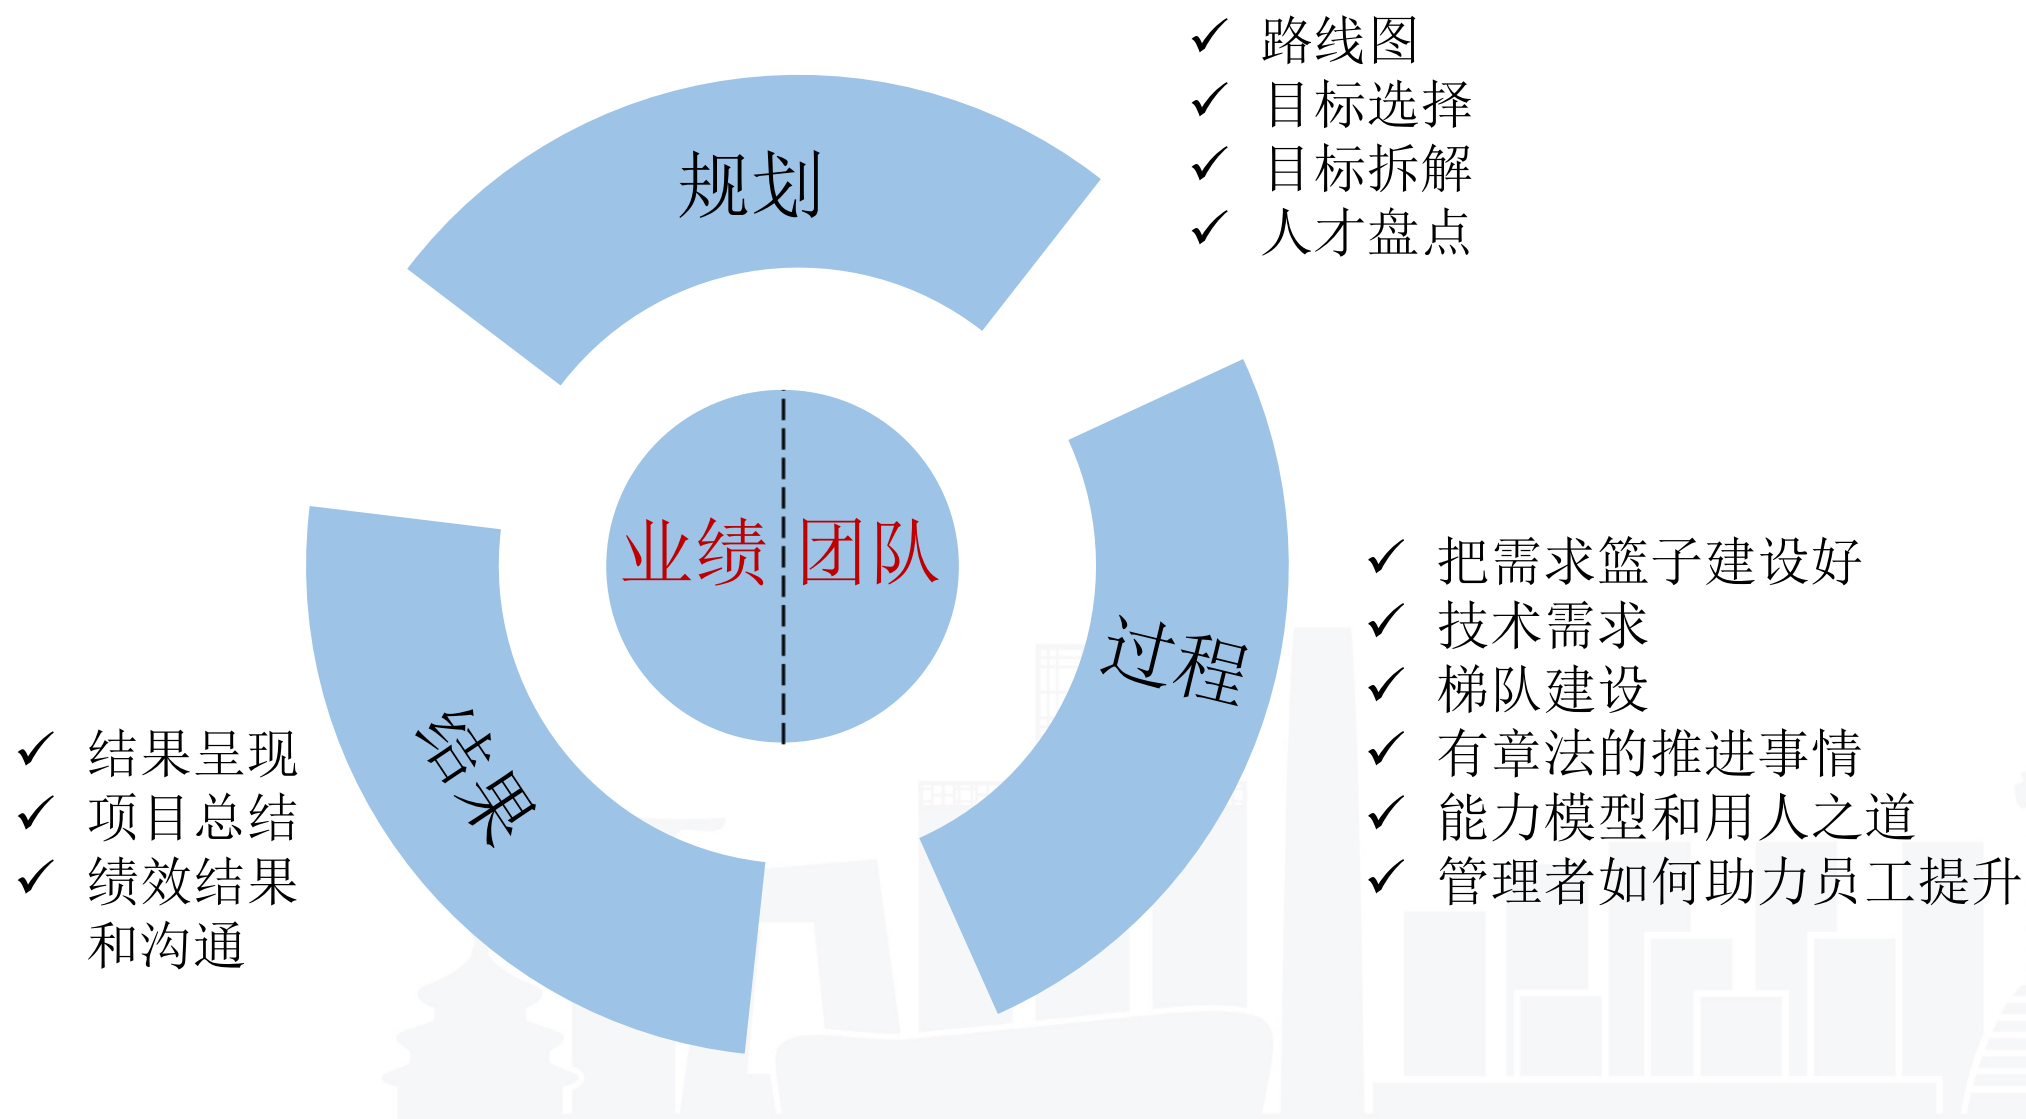 路线图
目标选择
目标拆解
人才盘点
规划
业绩 团队
过程
把需求篮子建设好
技术需求
梯队建设
有章法的推进事情
能力模型和用人之道
管理者如何助力员工提升
结果
结果呈现
项目总结
绩效结果
和沟通